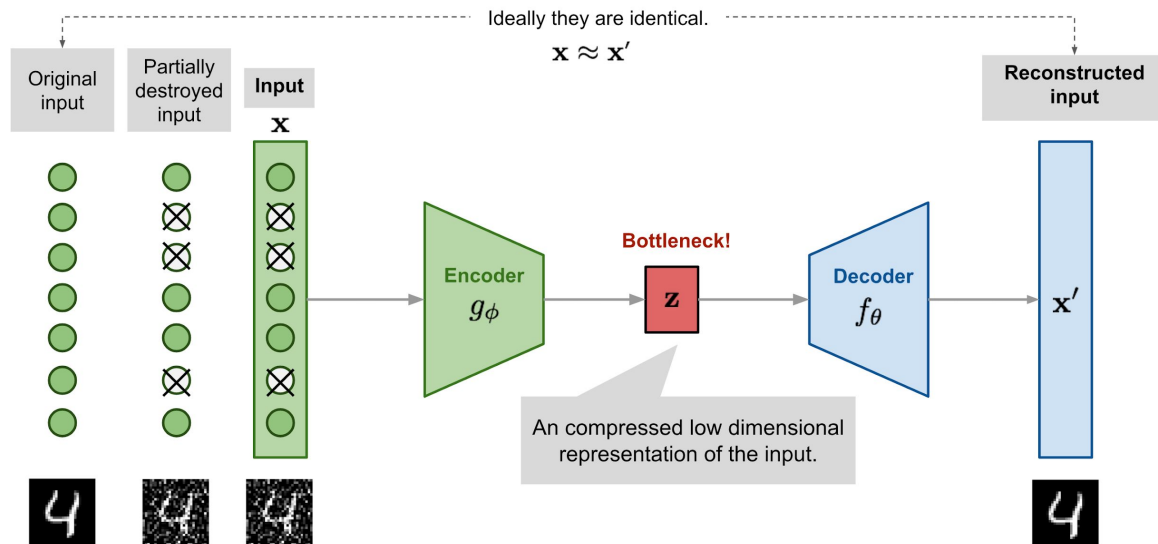 Ideally they are identical.
x ≈ x′
Original
input
Partially
destroyed
input
Input
x
Reconstructed
input
Bottleneck!
Encoder
gϕ
z
Decoder
fθ
x′
An compressed low dimensional
representation of the input.
4
4
4
4